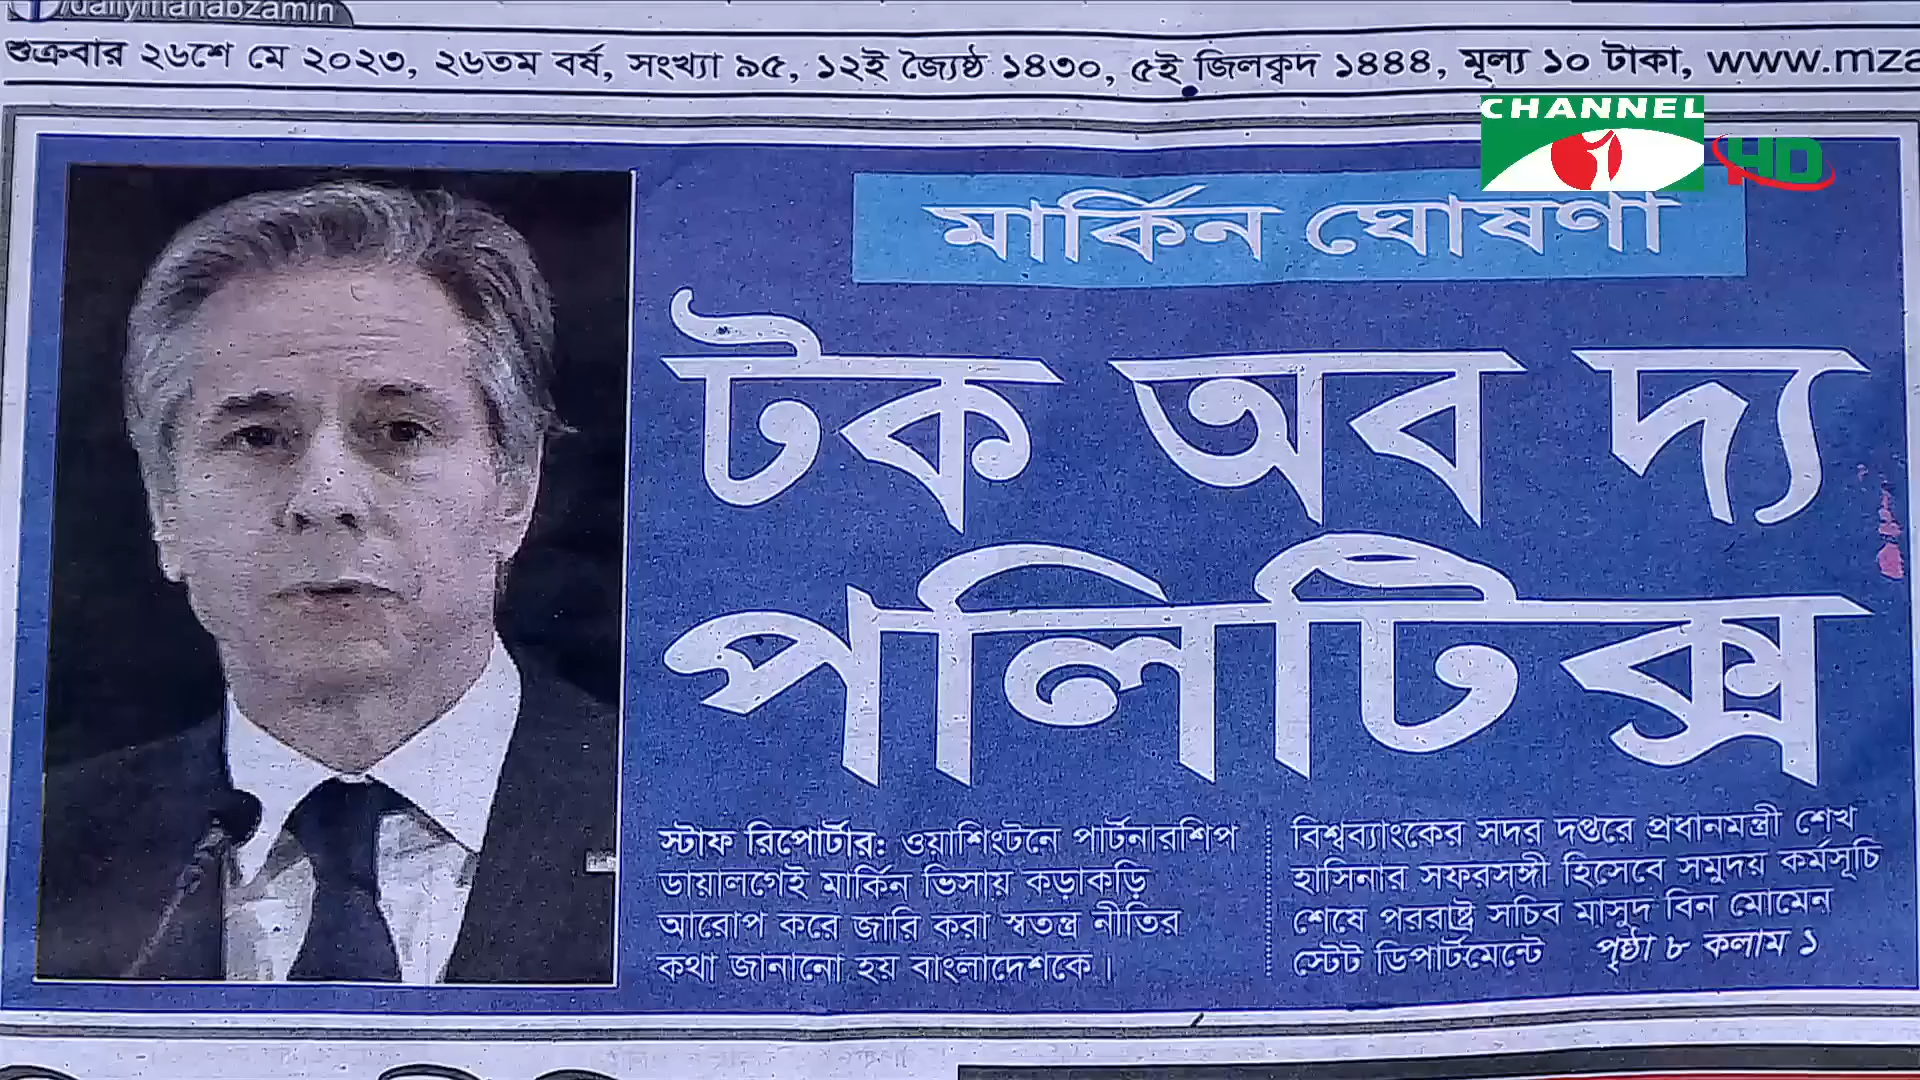 /dailymanabzamin
শুক্রবার ২৬শে মে ২০২৩, ২৬তম বর্ষ, সংখ্যা ৯৫, ১২ই জ্যৈষ্ঠ ১৪৩০, ৫ই জিলক্বদ ১৪৪৪, মূল্য ১০ টাকা, www.mza
CHANNEL
HD
মার্কিন ঘোষণা
টক অব দ্য
পলিটিক্স
স্টাফ রিপোর্টার: ওয়াশিংটনে পার্টনারশিপ
ডায়ালগেই মার্কিন ভিসায় কড়াকড়ি
আরোপ করে জারি করা স্বতন্ত্র নীতির
কথা জানানো হয় বাংলাদেশকে।
বিশ্বব্যাংকের সদর দপ্তরে প্রধানমন্ত্রী শেখ
হাসিনার সফরসঙ্গী হিসেবে সমুদয় কর্মসূচি
শেষে পররাষ্ট্র সচিব মাসুদ বিন মোমেন
স্টেট ডিপার্টমেন্টে পৃষ্ঠা ৮ কলাম ১